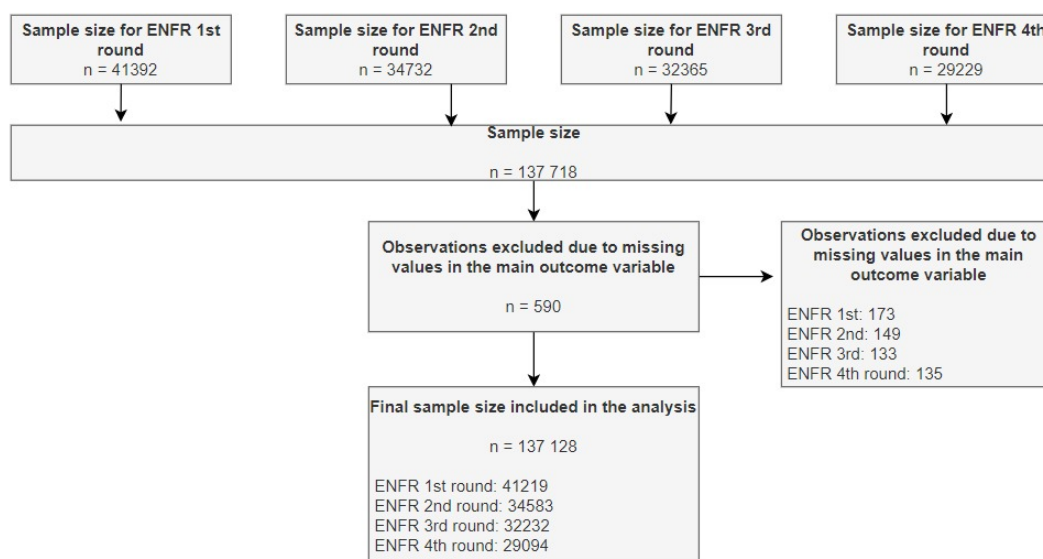 Sample size for ENFR 1st
round
n = 41392
Sample size for ENFR 2nd
round
n = 34732
Sample size for ENFR 3rd
round
n = 32365
Sample size for ENFR 4th
round
n = 29229
Sample size
n = 137 718
Observations excluded due to missing
values in the main outcome variable
n = 590
Observations excluded due to
missing values in the main
outcome variable
ENFR 1st: 173
ENFR 2nd: 149
ENFR 3rd: 133
ENFR 4th round: 135
Final sample size included in the analysis
n = 137 128
ENFR 1st round: 41219
ENFR 2nd round: 34583
ENFR 3rd round: 32232
ENFR 4th round: 29094